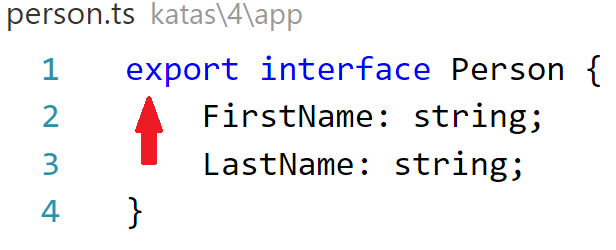 person.ts katas\4\app
1 export interface Person {
2 FirstName: string;
3 LastName: string;
4 }